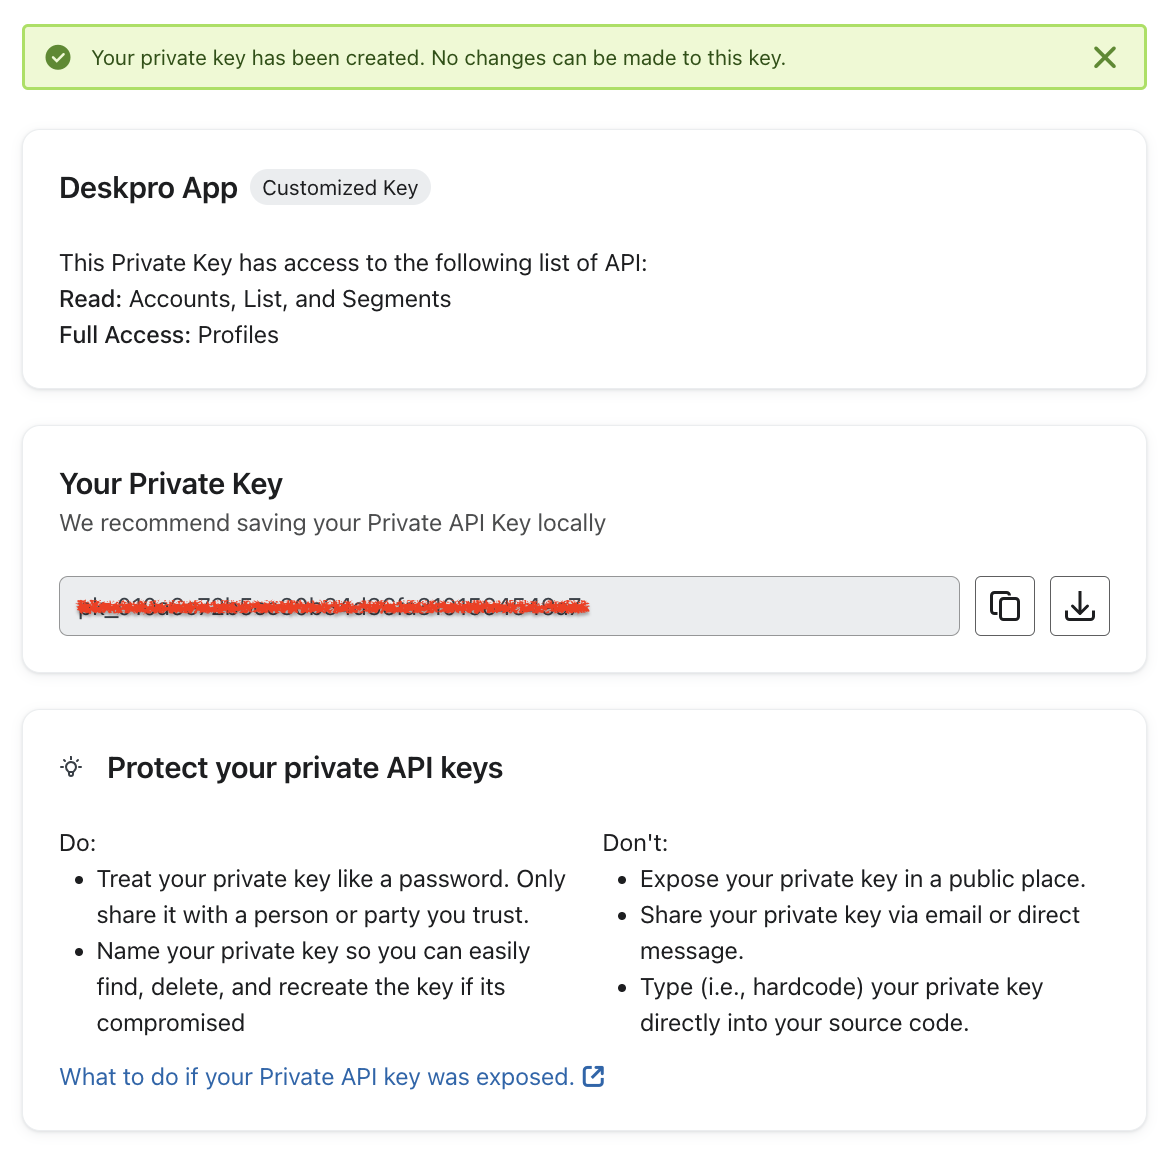 Your private key has been created. No changes can be made to this key.
Deskpro App
Customized Key
This Private Key has access to the following list of API:
Read: Accounts, List, and Segments
Full Access: Profiles
Your Private Key
We recommend saving your Private API Key locally
Protect your private API keys
Do:
• Treat your private key like a password. Only
share it with a person or party you trust.
• Name your private key so you can easily
find, delete, and recreate the key if its
compromised
Don't:
• Expose your private key in a public place.
• Share your private key via email or direct
message.
• Type (i.e., hardcode) your private key
directly into your source code.
What to do if your Private API key was exposed.